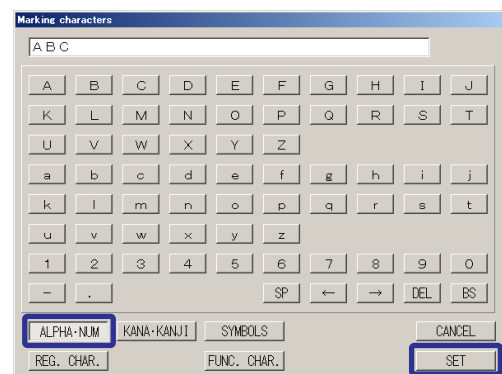 Marking characters
A B C
A B C D E F G H I J
K L M N O P Q R S T
U V W X Y Z
a b c d e f g h i j
k l m n o p q r s t
u v w x y z
1 2 3 4 5 6 7 8 9 0
- . SP ← → DEL BS
ALPHA·NUM KANA·KANJI SYMBOLS CANCEL
REG. CHAR. FUNC. CHAR. SET